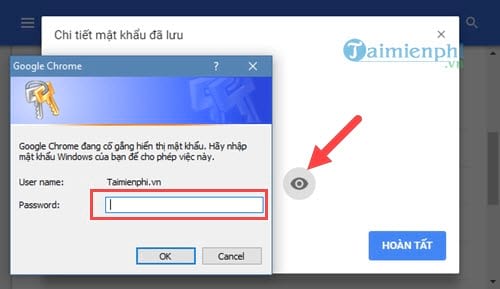 Chi tiết mật khẩu đã lưu
Taimienphi
.vn
Google Chrome
Google Chrome đang cố gắng hiển thị mật khẩu. Hãy nhập
mật khẩu Windows của bạn để cho phép việc này.
User name: Taimienphi.vn
Password:
OK Cancel
HOÀN TẤT